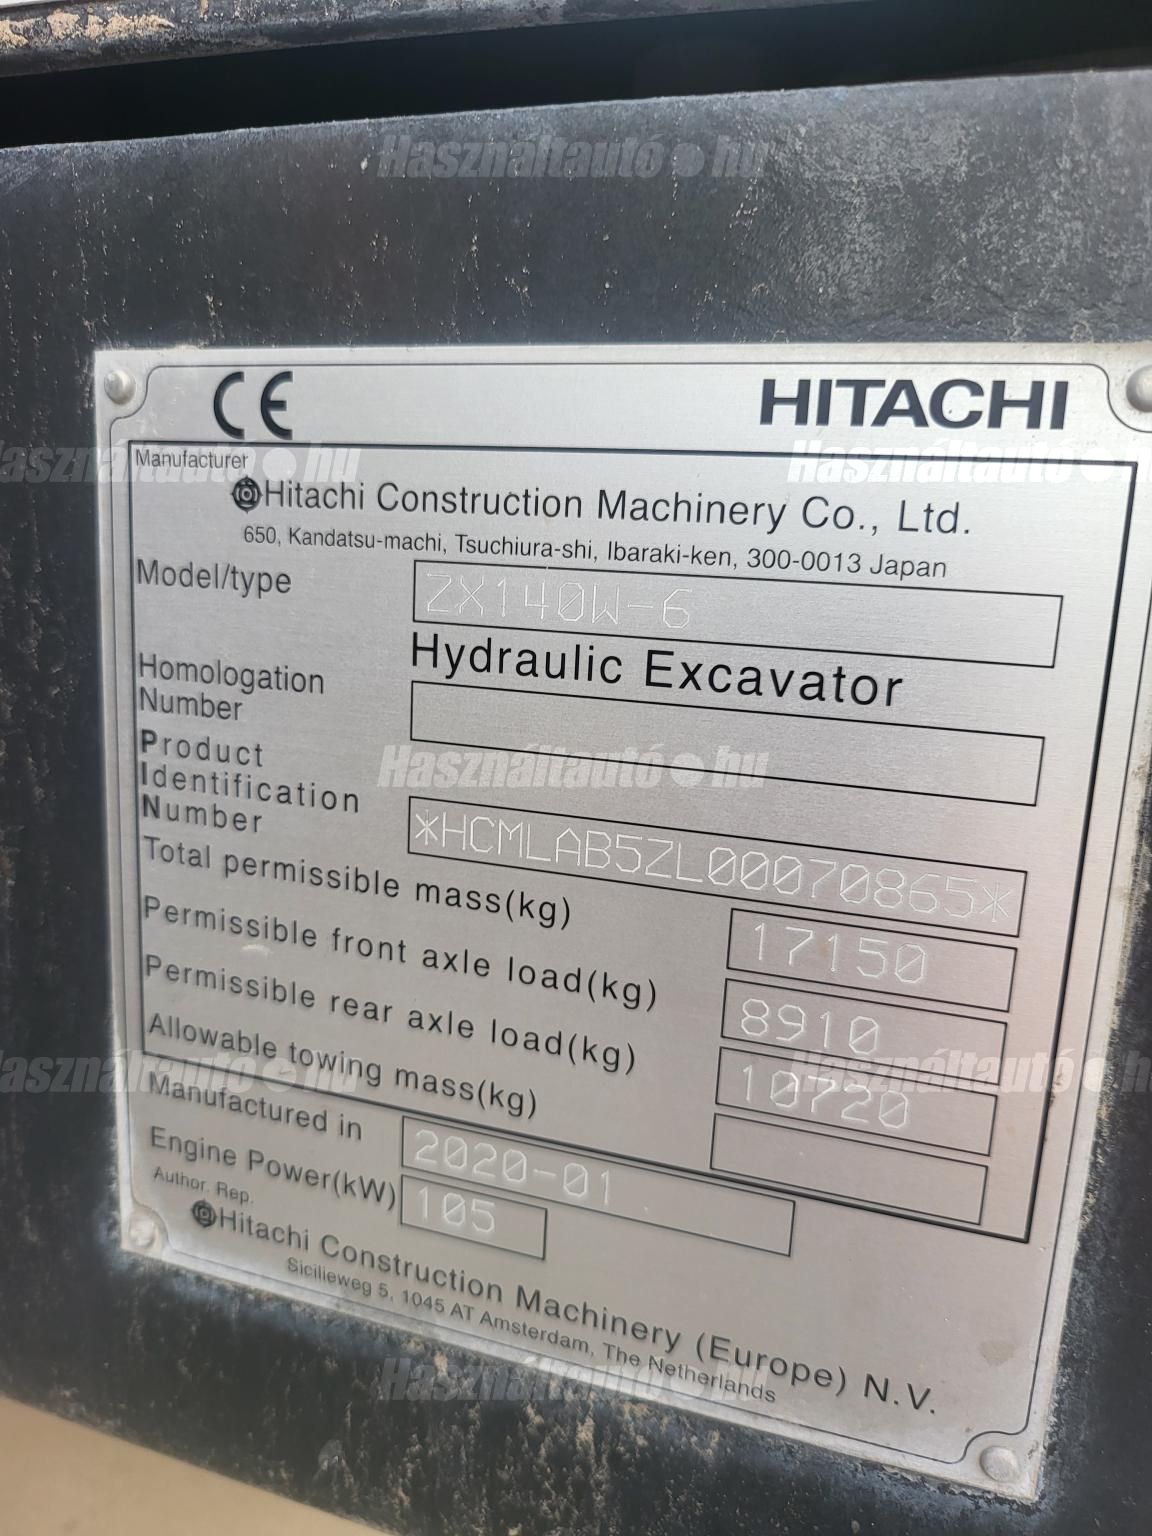 Használtautó.hu
CE HITACHI
Használtautó.hu
Használtautó.hu
Manufacturer
Hitachi Construction Machinery Co., Ltd.
650, Kandatsu-machi, Tsuchiura-shi, Ibaraki-ken, 300-0013 Japan
Model/type ZX140W-6
Hydraulic Excavator
Homologation
Number
Használtautó.hu
Product
Identification
Number *HCMLAB5ZL00070865*
Total permissible mass(kg) 17150
Permissible front axle load(kg) 8910
Permissible rear axle load(kg) 10720
Allowable towing mass(kg)
Használtautó.hu
Használtautó.hu
Manufactured in 2020-01
Engine Power(kW) 105
Author. Rep.
Hitachi Construction Machinery (Europe) N.V.
Sicilieweg 5, 1045 AT Amsterdam, The Netherlands
Használtautó.hu